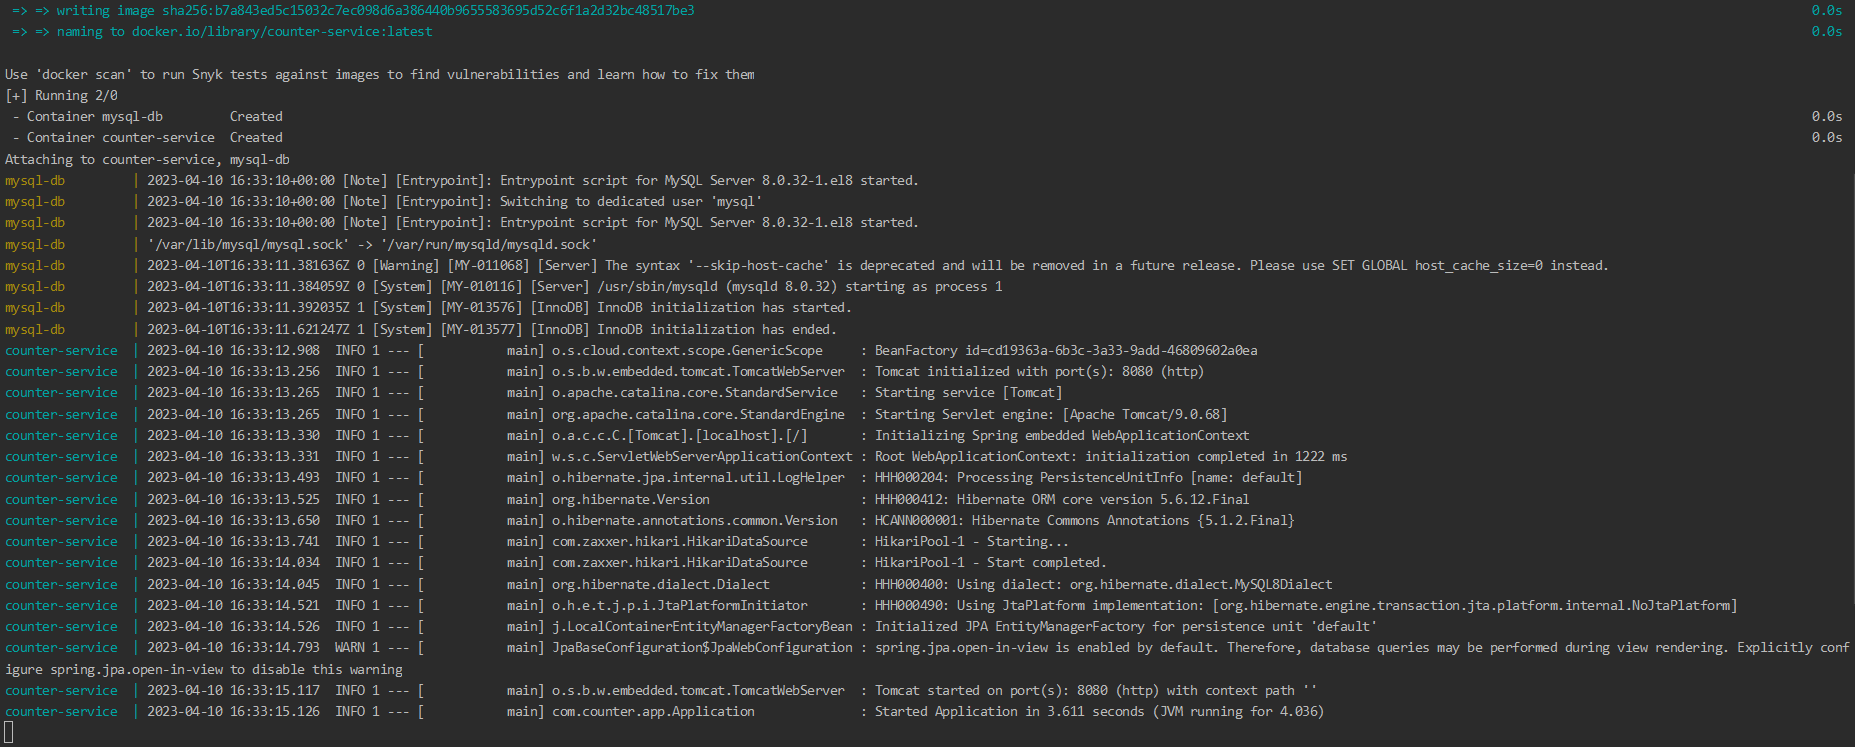 => => writing image sha256:b7a843ed5c15032c7ec098d6a386440b9655583695d52c6f1a2d32bc48517be3 0.0s
=> => naming to docker.io/library/counter-service:latest 0.0s
Use 'docker scan' to run Snyk tests against images to find vulnerabilities and learn how to fix them
[+] Running 2/0
- Container mysql-db Created 0.0s
- Container counter-service Created 0.0s
Attaching to counter-service, mysql-db
mysql-db | 2023-04-10 16:33:10+00:00 [Note] [Entrypoint]: Entrypoint script for MySQL Server 8.0.32-1.el8 started.
mysql-db | 2023-04-10 16:33:10+00:00 [Note] [Entrypoint]: Switching to dedicated user 'mysql'
mysql-db | 2023-04-10 16:33:10+00:00 [Note] [Entrypoint]: Entrypoint script for MySQL Server 8.0.32-1.el8 started.
mysql-db | '/var/lib/mysql/mysql.sock' -> '/var/run/mysqld/mysqld.sock'
mysql-db | 2023-04-10T16:33:11.381636Z 0 [Warning] [MY-011068] [Server] The syntax '--skip-host-cache' is deprecated and will be removed in a future release. Please use SET GLOBAL host_cache_size=0 instead.
mysql-db | 2023-04-10T16:33:11.384059Z 0 [System] [MY-010116] [Server] /usr/sbin/mysqld (mysqld 8.0.32) starting as process 1
mysql-db | 2023-04-10T16:33:11.392035Z 1 [System] [MY-013576] [InnoDB] InnoDB initialization has started.
mysql-db | 2023-04-10T16:33:11.621247Z 1 [System] [MY-013577] [InnoDB] InnoDB initialization has ended.
counter-service | 2023-04-10 16:33:12.908 INFO 1 --- [ main] o.s.cloud.context.scope.GenericScope : BeanFactory id=cd19363a-6b3c-3a33-9add-46809602a0ea
counter-service | 2023-04-10 16:33:13.256 INFO 1 --- [ main] o.s.b.w.embedded.tomcat.TomcatWebServer : Tomcat initialized with port(s): 8080 (http)
counter-service | 2023-04-10 16:33:13.265 INFO 1 --- [ main] o.apache.catalina.core.StandardService : Starting service [Tomcat]
counter-service | 2023-04-10 16:33:13.265 INFO 1 --- [ main] org.apache.catalina.core.StandardEngine : Starting Servlet engine: [Apache Tomcat/9.0.68]
counter-service | 2023-04-10 16:33:13.330 INFO 1 --- [ main] o.a.c.c.C.[Tomcat].[localhost].[/] : Initializing Spring embedded WebApplicationContext
counter-service | 2023-04-10 16:33:13.331 INFO 1 --- [ main] w.s.c.ServletWebServerApplicationContext : Root WebApplicationContext: initialization completed in 1222 ms
counter-service | 2023-04-10 16:33:13.493 INFO 1 --- [ main] o.hibernate.jpa.internal.util.LogHelper : HHH000204: Processing PersistenceUnitInfo [name: default]
counter-service | 2023-04-10 16:33:13.525 INFO 1 --- [ main] org.hibernate.Version : HHH000412: Hibernate ORM core version 5.6.12.Final
counter-service | 2023-04-10 16:33:13.650 INFO 1 --- [ main] o.hibernate.annotations.common.Version : HCANN000001: Hibernate Commons Annotations {5.1.2.Final}
counter-service | 2023-04-10 16:33:13.741 INFO 1 --- [ main] com.zaxxer.hikari.HikariDataSource : HikariPool-1 - Starting...
counter-service | 2023-04-10 16:33:14.034 INFO 1 --- [ main] com.zaxxer.hikari.HikariDataSource : HikariPool-1 - Start completed.
counter-service | 2023-04-10 16:33:14.045 INFO 1 --- [ main] org.hibernate.dialect.Dialect : HHH000400: Using dialect: org.hibernate.dialect.MySQL8Dialect
counter-service | 2023-04-10 16:33:14.521 INFO 1 --- [ main] o.h.e.t.j.p.i.JtaPlatformInitiator : HHH000490: Using JtaPlatform implementation: [org.hibernate.engine.transaction.jta.platform.internal.NoJtaPlatform]
counter-service | 2023-04-10 16:33:14.526 INFO 1 --- [ main] j.LocalContainerEntityManagerFactoryBean : Initialized JPA EntityManagerFactory for persistence unit 'default'
counter-service | 2023-04-10 16:33:14.793 WARN 1 --- [ main] JpaBaseConfiguration$JpaWebConfiguration : spring.jpa.open-in-view is enabled by default. Therefore, database queries may be performed during view rendering. Explicitly conf
igure spring.jpa.open-in-view to disable this warning
counter-service | 2023-04-10 16:33:15.117 INFO 1 --- [ main] o.s.b.w.embedded.tomcat.TomcatWebServer : Tomcat started on port(s): 8080 (http) with context path ''
counter-service | 2023-04-10 16:33:15.126 INFO 1 --- [ main] com.counter.app.Application : Started Application in 3.611 seconds (JVM running for 4.036)